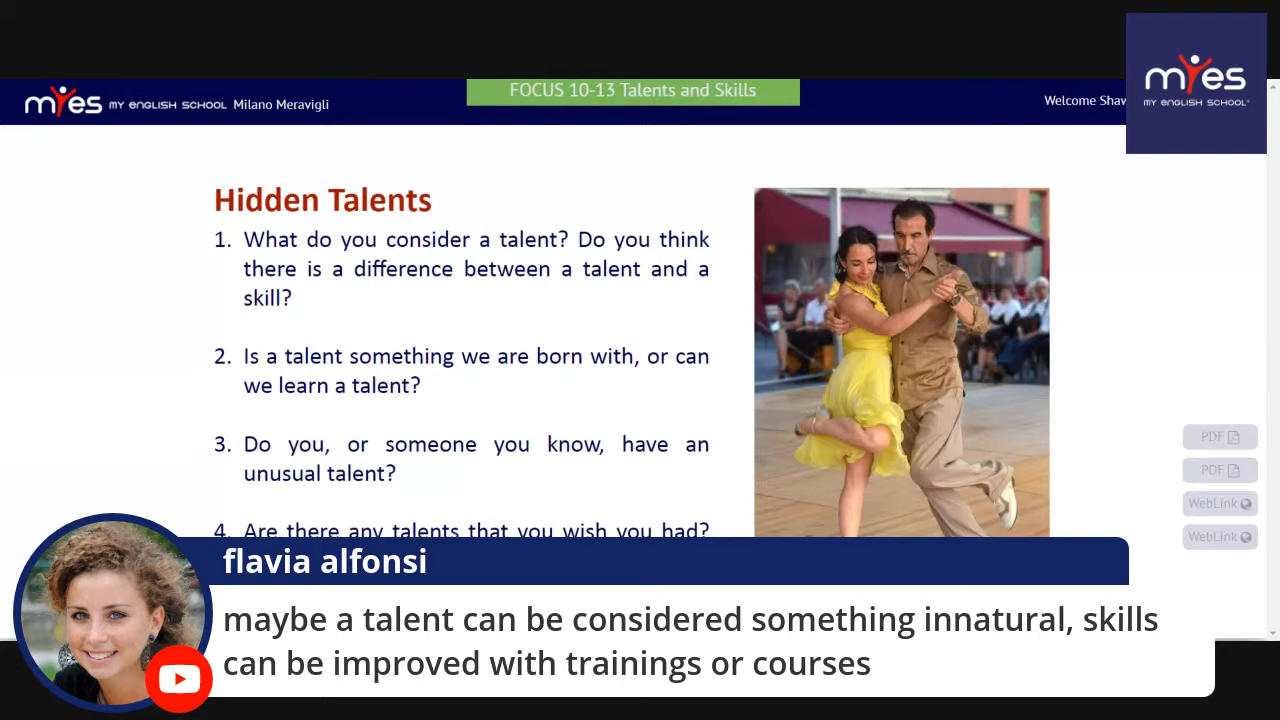 FOCUS 10-13 Talents and Skills
myes MY ENGLISH SCHOOL Milano Meravigli
Welcome Shaw
myes
MY ENGLISH SCHOOL
Hidden Talents
1. What do you consider a talent? Do you think
there is a difference between a talent and a
skill?
2. Is a talent something we are born with, or can
we learn a talent?
3. Do you, or someone you know, have an
unusual talent?
4. Are there any talents that you wish you had?
PDF
PDF
WebLink
WebLink
flavia alfonsi
maybe a talent can be considered something innatural, skills
can be improved with trainings or courses